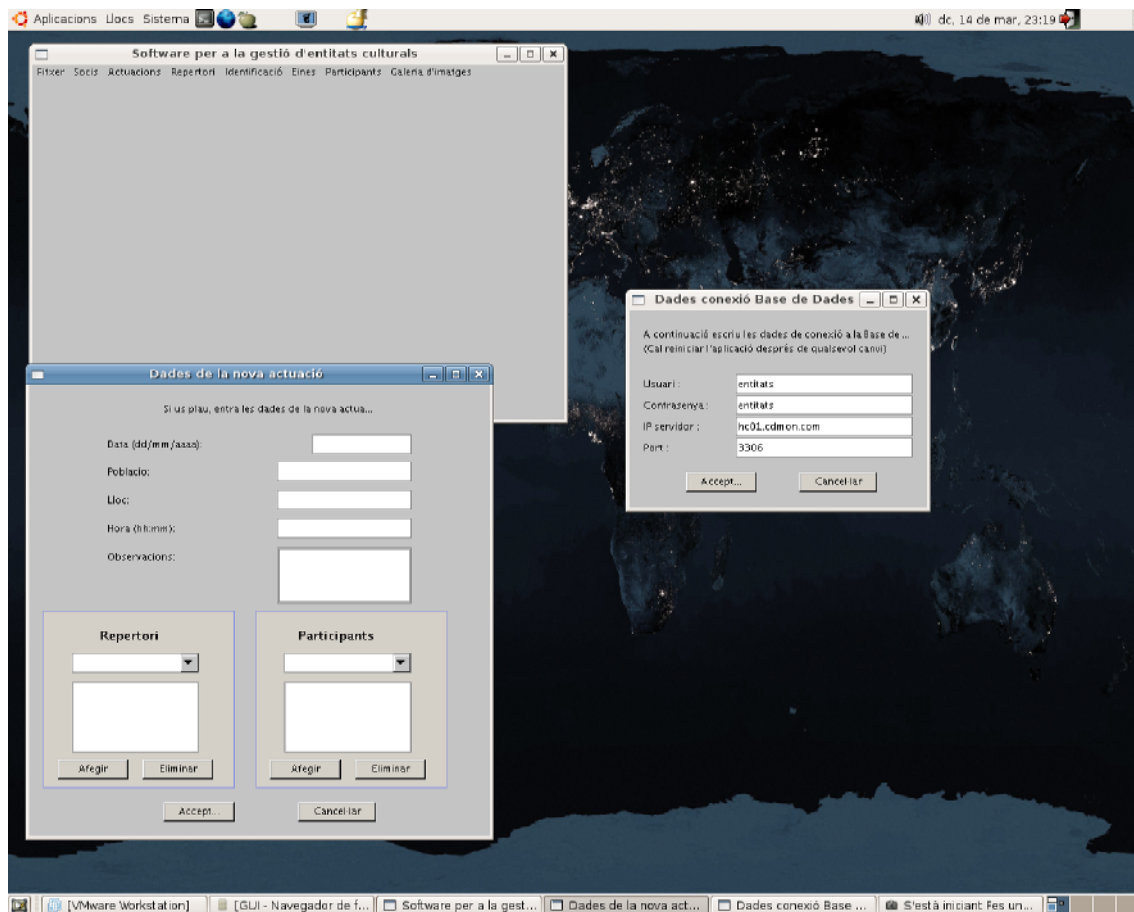 Aplicacions Llocs Sistema
dc, 14 de mar, 23:19
Software per a la gestió d'entitats culturals
Fitxer Socis Actuacions Repertori Identificació Eines Participants Galeria d'imatges
Dades conexió Base de Dades
A continuació escriu les dades de conexió a la Base de ...
(Cal reiniciar l'aplicació després de qualsevol canvi)
Usuari : entitats
Contrasenya : entitats
IP servidor : hc01.cdmon.com
Port : 3306
Accept... Cancel·lar
Dades de la nova actuació
Si us plau, entra les dades de la nova actua...
Data (dd/mm/aaaa):
Poblacio:
Lloc:
Hora (hh:mm):
Observacions:
Repertori
Participants
Afegir Eliminar
Afegir Eliminar
Accept... Cancel·lar
[VMware Workstation] [GUI - Navegador de f... Software per a la gest... Dades de la nova act... Dades conexió Base ... S'està iniciant Fes un...